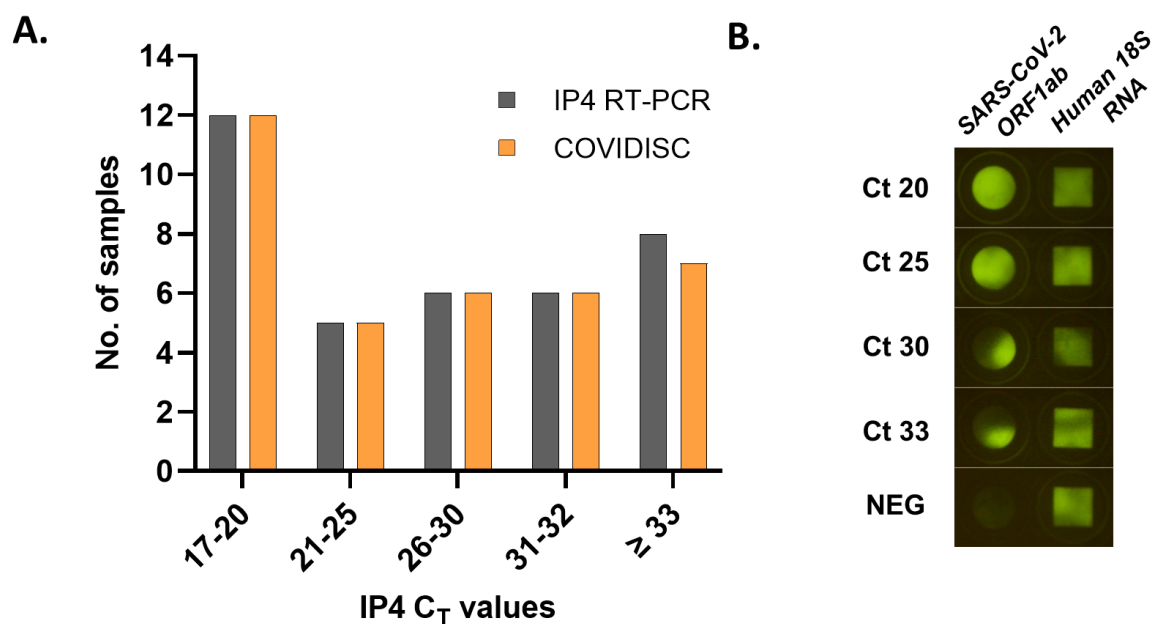 A.
14
12
10
8
6
4
2
0
No. of samples
IP4 RT-PCR
COVIDISC
17-20
21-25
26-30
31-32
≥ 33
IP4 C_T values
B.
SARS-CoV-2
ORF1ab
Human 18S
RNA
Ct 20
Ct 25
Ct 30
Ct 33
NEG